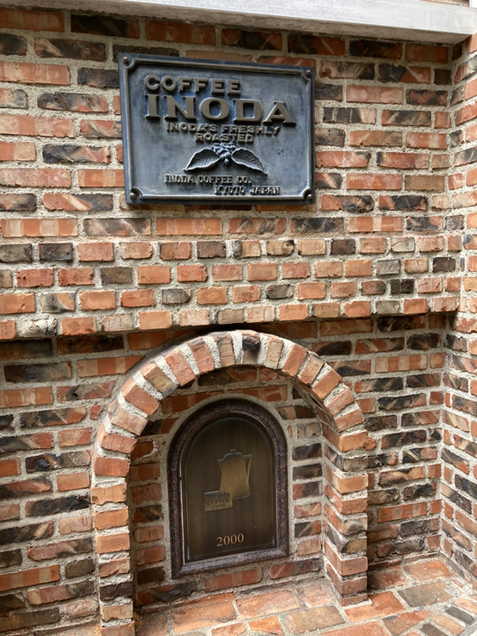 COFFEE
INODA
INODA'S FRESHLY
ROASTED
INODA COFFEE CO.
KYOTO JAPAN
2000